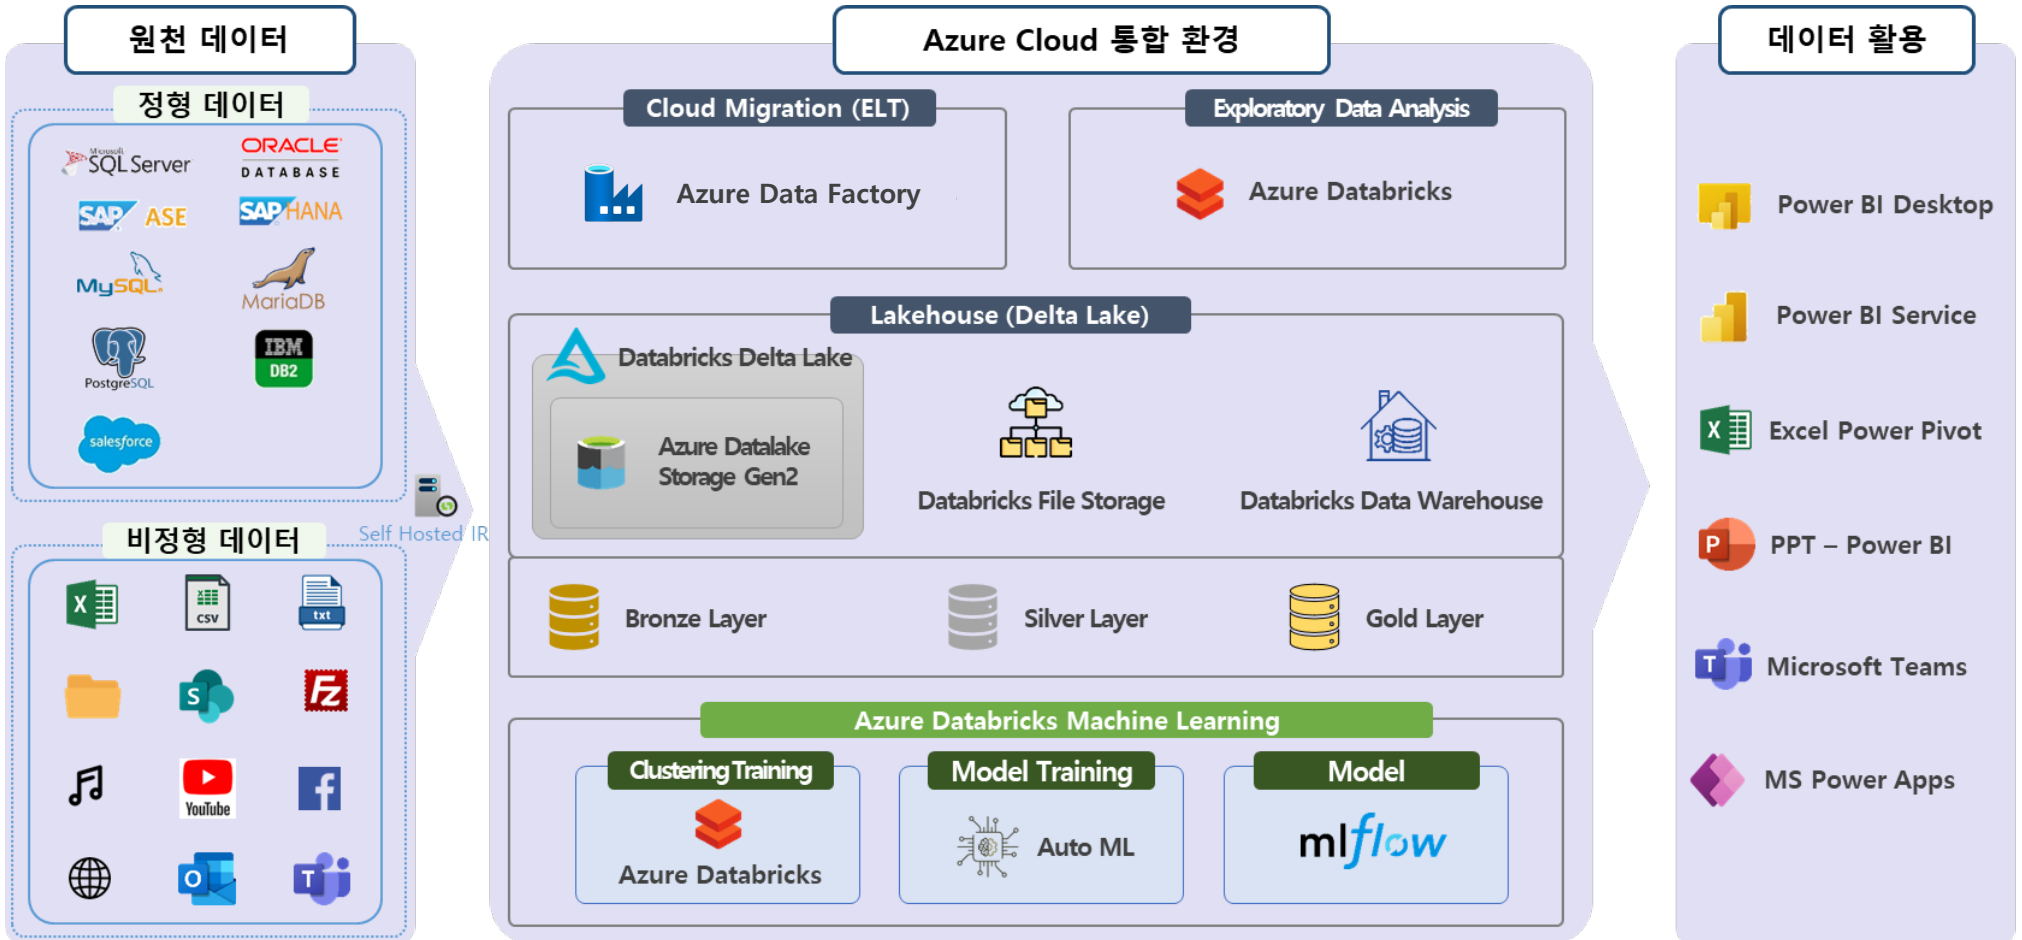 원천 데이터
정형 데이터
Microsoft
SQL Server
ORACLE
DATABASE
SAP ASE
SAP HANA
MySQL
MariaDB
PostgreSQL
IBM
DB2
salesforce
Self Hosted IR
비정형 데이터
X
X
CSV
txt
S
Fz
YouTube
f
O
T
Azure Cloud 통합 환경
Cloud Migration (ELT)
Azure Data Factory
Exploratory Data Analysis
Azure Databricks
Lakehouse (Delta Lake)
Databricks Delta Lake
Azure Datalake
Storage Gen2
Databricks File Storage
Databricks Data Warehouse
Bronze Layer
Silver Layer
Gold Layer
Azure Databricks Machine Learning
Clustering Training
Azure Databricks
Model Training
Auto ML
Model
mlflow
데이터 활용
Power BI Desktop
Power BI Service
X
Excel Power Pivot
P
PPT – Power BI
T
Microsoft Teams
MS Power Apps